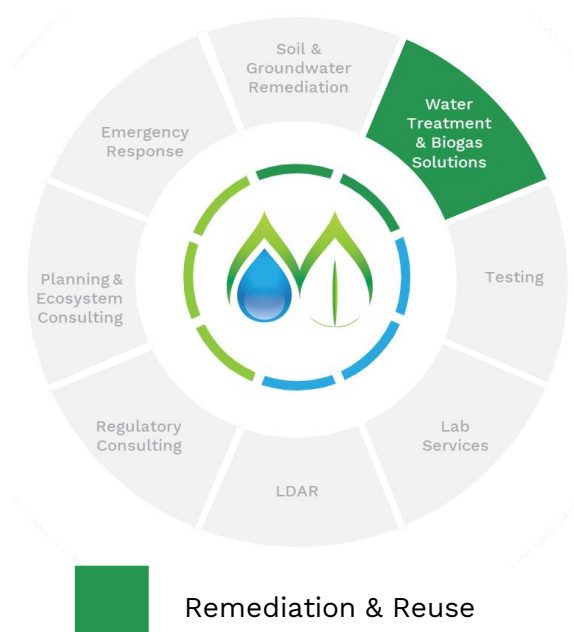 Soil &
Groundwater
Remediation
Water
Treatment
& Biogas
Solutions
Testing
Lab
Services
LDAR
Regulatory
Consulting
Planning &
Ecosystem
Consulting
Emergency
Response
Remediation & Reuse